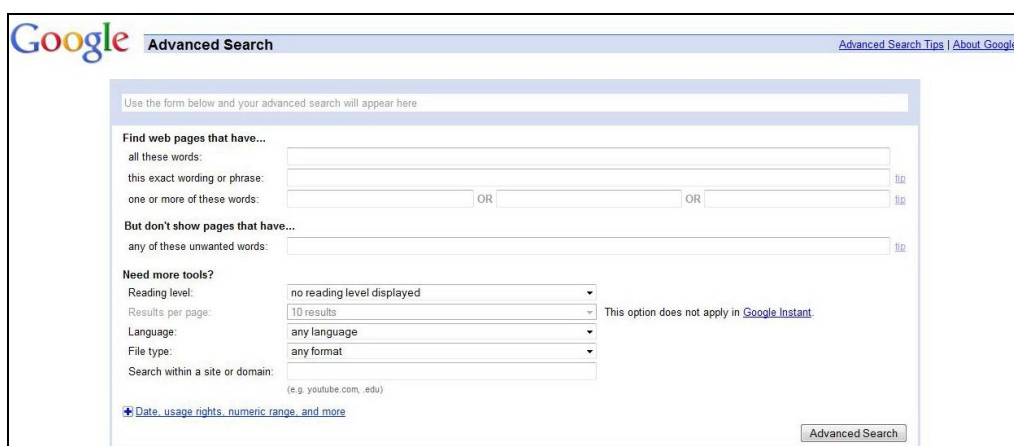 Google Advanced Search Advanced Search Tips | About Google
Use the form below and your advanced search will appear here
Find web pages that have...
all these words:
this exact wording or phrase: tip
one or more of these words: OR OR tip
But don't show pages that have...
any of these unwanted words: tip
Need more tools?
Reading level: no reading level displayed
Results per page: 10 results This option does not apply in Google Instant.
Language: any language
File type: any format
Search within a site or domain:
(e.g. youtube.com, .edu)
Date, usage rights, numeric range, and more
Advanced Search